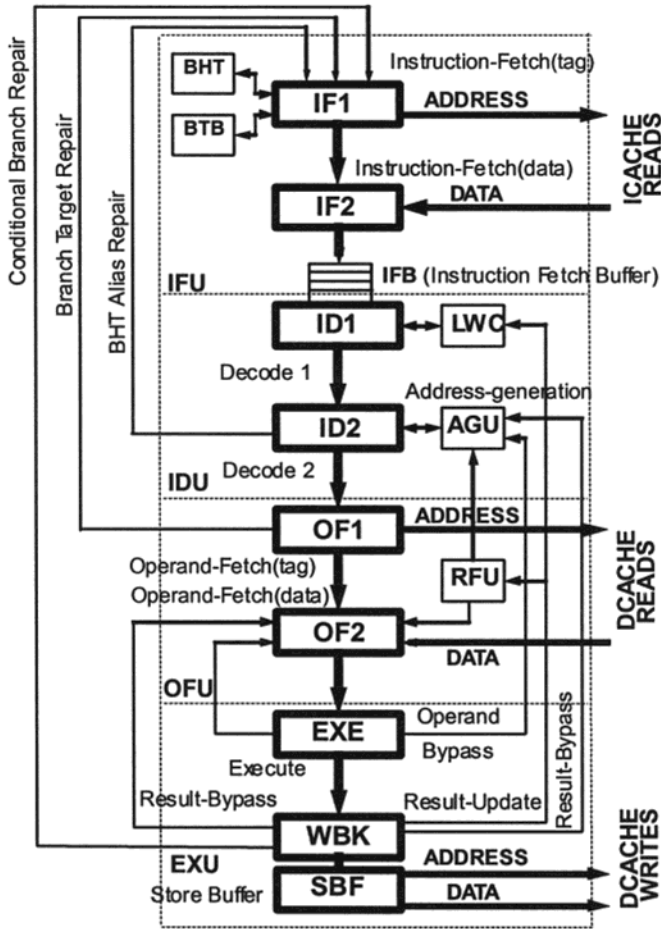 Conditional Branch Repair
Branch Target Repair
BHT Alias Repair
BHT
BTB
IF1
Instruction-Fetch(tag)
ADDRESS
ICACHE
READS
Instruction-Fetch(data)
DATA
IF2
IFB (Instruction Fetch Buffer)
IFU
ID1
LWC
Decode 1
Address-generation
ID2
AGU
Decode 2
IDU
OF1
ADDRESS
DCACHE
READS
Operand-Fetch(tag)
Operand-Fetch(data)
RFU
OF2
DATA
OFU
EXE
Operand
Bypass
Execute
Result-Bypass
Result-Update
Result-Bypass
WBK
EXU
ADDRESS
DCACHE
WRITES
Store Buffer
SBF
DATA